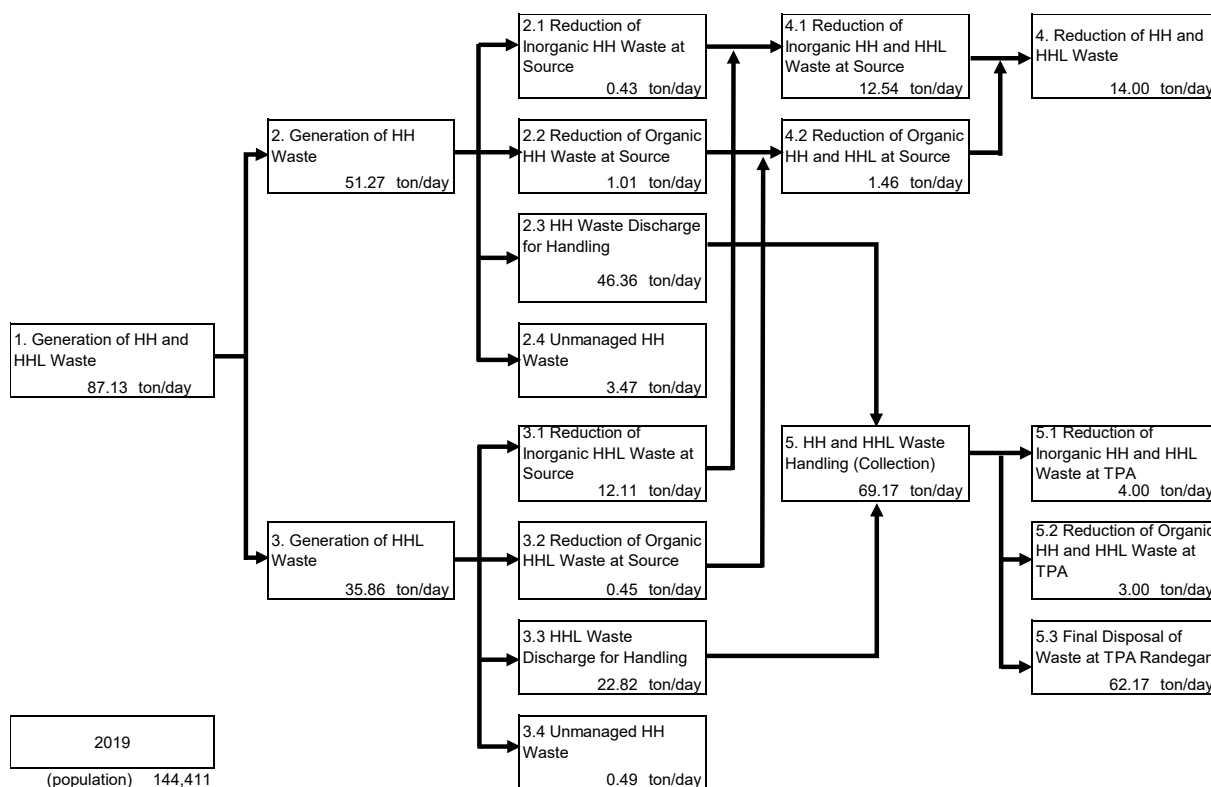 2.1 Reduction of
Inorganic HH Waste at
Source
0.43 ton/day
4.1 Reduction of
Inorganic HH and HHL
Waste at Source
12.54 ton/day
4. Reduction of HH and
HHL Waste
14.00 ton/day
2. Generation of HH
Waste
51.27 ton/day
2.2 Reduction of Organic
HH Waste at Source
1.01 ton/day
4.2 Reduction of Organic
HH and HHL at Source
1.46 ton/day
2.3 HH Waste Discharge
for Handling
46.36 ton/day
1. Generation of HH and
HHL Waste
87.13 ton/day
2.4 Unmanaged HH
Waste
3.47 ton/day
3.1 Reduction of
Inorganic HHL Waste at
Source
12.11 ton/day
5. HH and HHL Waste
Handling (Collection)
69.17 ton/day
5.1 Reduction of
Inorganic HH and HHL
Waste at TPA
4.00 ton/day
3. Generation of HHL
Waste
35.86 ton/day
3.2 Reduction of Organic
HHL Waste at Source
0.45 ton/day
5.2 Reduction of Organic
HH and HHL Waste at
TPA
3.00 ton/day
3.3 HHL Waste
Discharge for Handling
22.82 ton/day
5.3 Final Disposal of
Waste at TPA Randegan
62.17 ton/day
3.4 Unmanaged HH
Waste
0.49 ton/day
2019
(population) 144,411